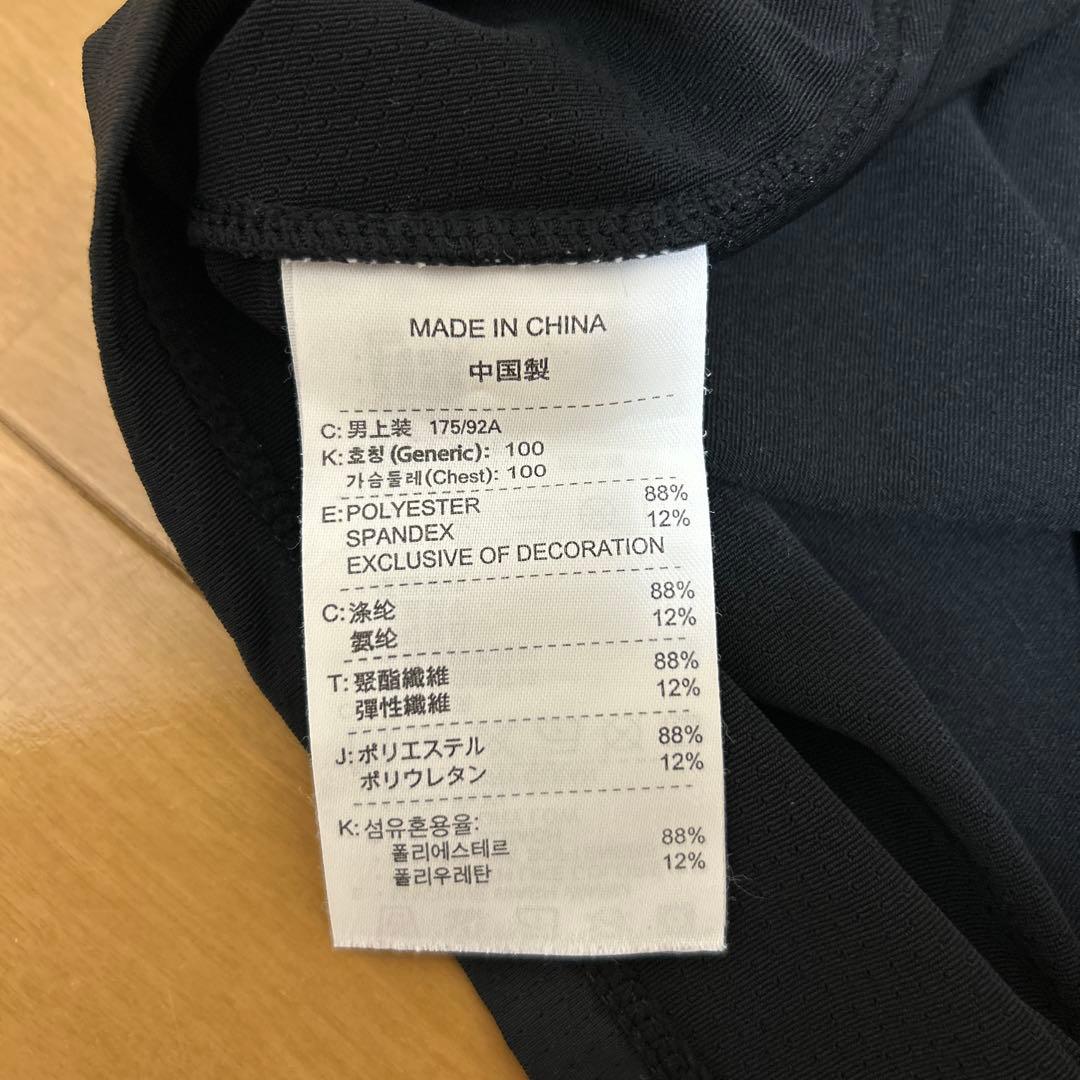 MADE IN CHINA
中国製
C: 男上装 175/92A
K: 호칭 (Generic): 100
가슴둘레(Chest): 100
E: POLYESTER 88%
SPANDEX 12%
EXCLUSIVE OF DECORATION
C: 涤纶 88%
氨纶 12%
T: 聚酯纖維 88%
彈性纖維 12%
J: ポリエステル 88%
ポリウレタン 12%
K: 섬유혼용율:
폴리에스테르 88%
폴리우레탄 12%